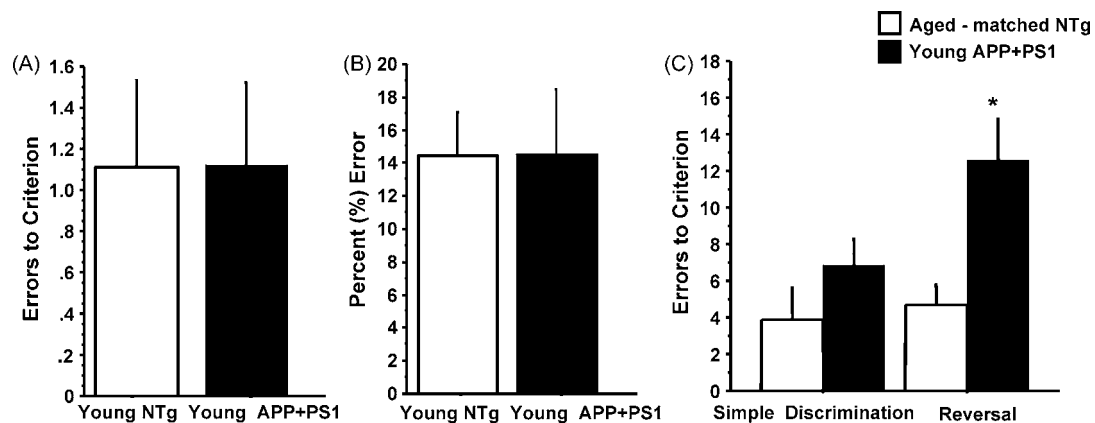 Aged - matched NTg
Young APP+PS1
(A)
Errors to Criterion
1.6
1.4
1.2
1.0
.8
.6
.4
.2
0
Young NTg Young APP+PS1
(B)
Percent (%) Error
20
18
16
14
12
10
8
6
4
2
0
Young NTg Young APP+PS1
(C)
Errors to Criterion
18
16
14
12
10
8
6
4
2
0
*
Simple Discrimination Reversal